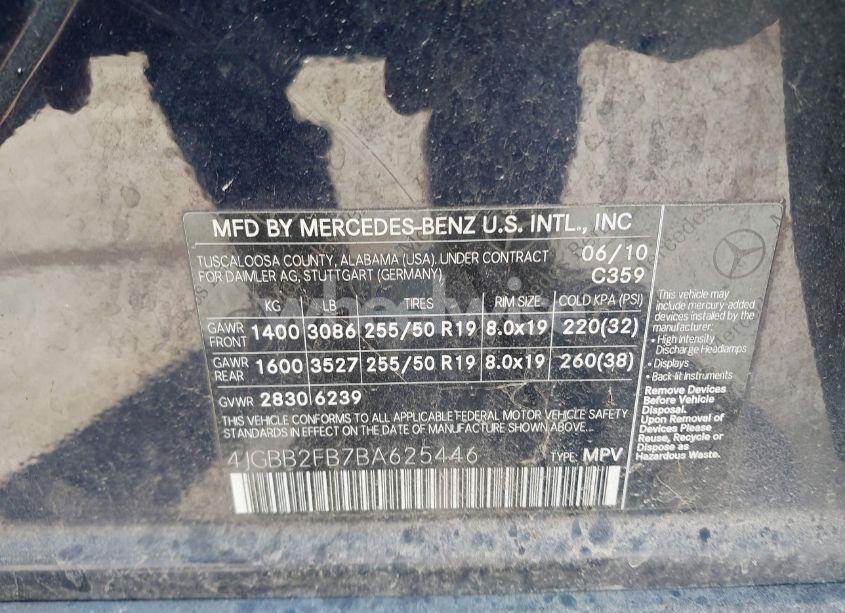 MFD BY MERCEDES-BENZ U.S. INTL., INC
TUSCALOOSA COUNTY, ALABAMA (USA). UNDER CONTRACT 06/10
FOR DAIMLER AG, STUTTGART (GERMANY) C359
KG LB TIRES RIM SIZE COLD KPA (PSI)
GAWR FRONT 1400 3086 255/50 R19 8.0x19 220(32)
GAWR REAR 1600 3527 255/50 R19 8.0x19 260(38)
GVWR 2830 6239
THIS VEHICLE CONFORMS TO ALL APPLICABLE FEDERAL MOTOR VEHICLE SAFETY
STANDARDS IN EFFECT ON THE DATE OF MANUFACTURE SHOWN ABOVE.
4JGBB2FB7BA625446 TYPE: MPV
This vehicle may
include mercury-added
devices installed by the
manufacturer:
• High Intensity
Discharge Headlamps
• Displays
• Back-lit Instruments
Remove Devices
Before Vehicle
Disposal.
Upon Removal of
Devices Please
Reuse, Recycle or
Dispose as
Hazardous Waste.